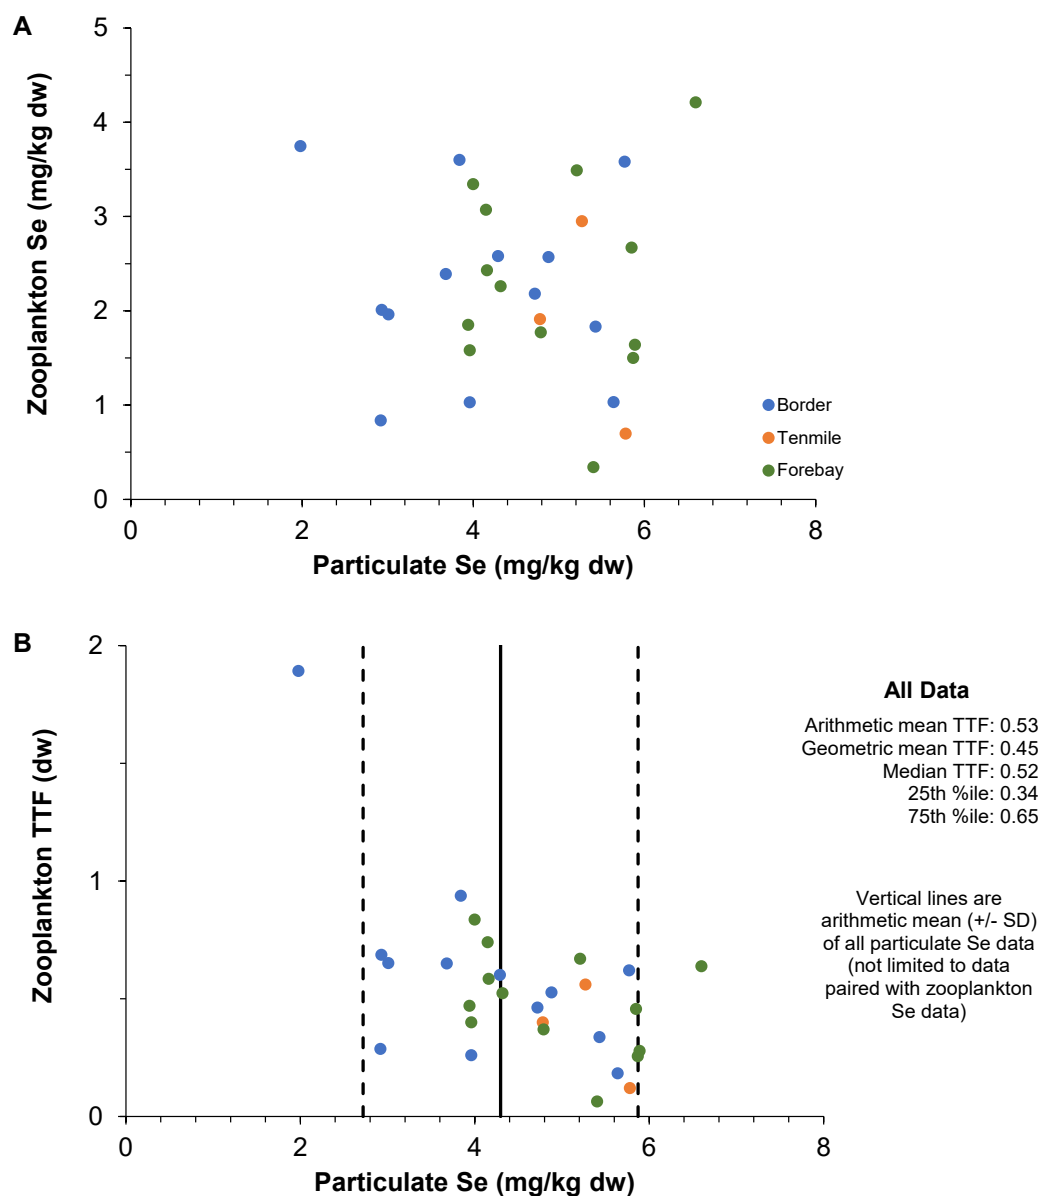 A
5
4
3
2
1
0
Zooplankton Se (mg/kg dw)
Border
Tenmile
Forebay
0 2 4 6 8
Particulate Se (mg/kg dw)
B
2
1
0
Zooplankton TTF (dw)
0 2 4 6 8
Particulate Se (mg/kg dw)
All Data
Arithmetic mean TTF: 0.53
Geometric mean TTF: 0.45
Median TTF: 0.52
25th %ile: 0.34
75th %ile: 0.65
Vertical lines are
arithmetic mean (+/- SD)
of all particulate Se data
(not limited to data
paired with zooplankton
Se data)